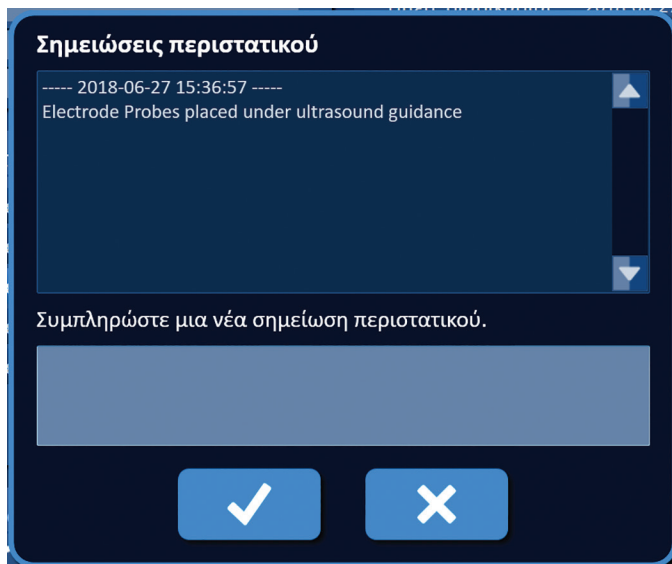 Σημειώσεις περιστατικού
----- 2018-06-27 15:36:57 -----
Electrode Probes placed under ultrasound guidance
Συμπληρώστε μια νέα σημείωση περιστατικού.